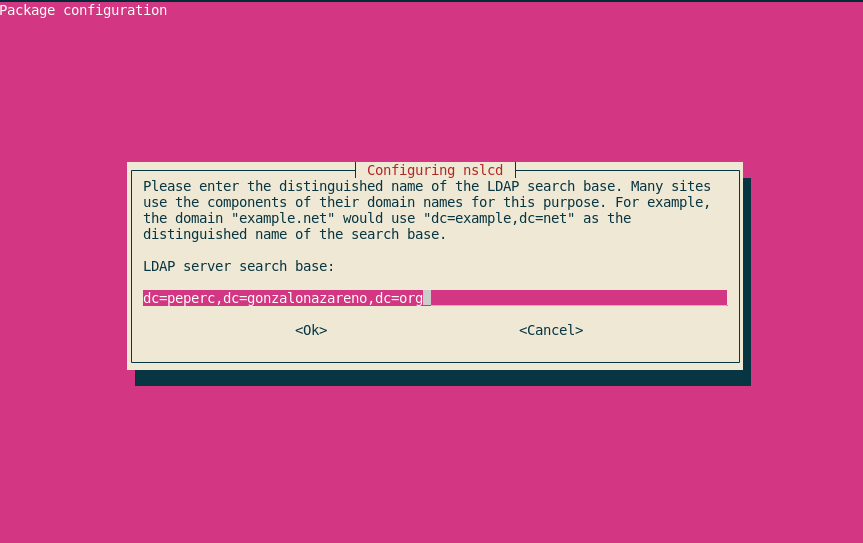 Package configuration
Configuring nslcd
Please enter the distinguished name of the LDAP search base. Many sites
use the components of their domain names for this purpose. For example,
the domain "example.net" would use "dc=example,dc=net" as the
distinguished name of the search base.
LDAP server search base:
dc=peperc,dc=gonzalonazareno,dc=org
<Ok> <Cancel>